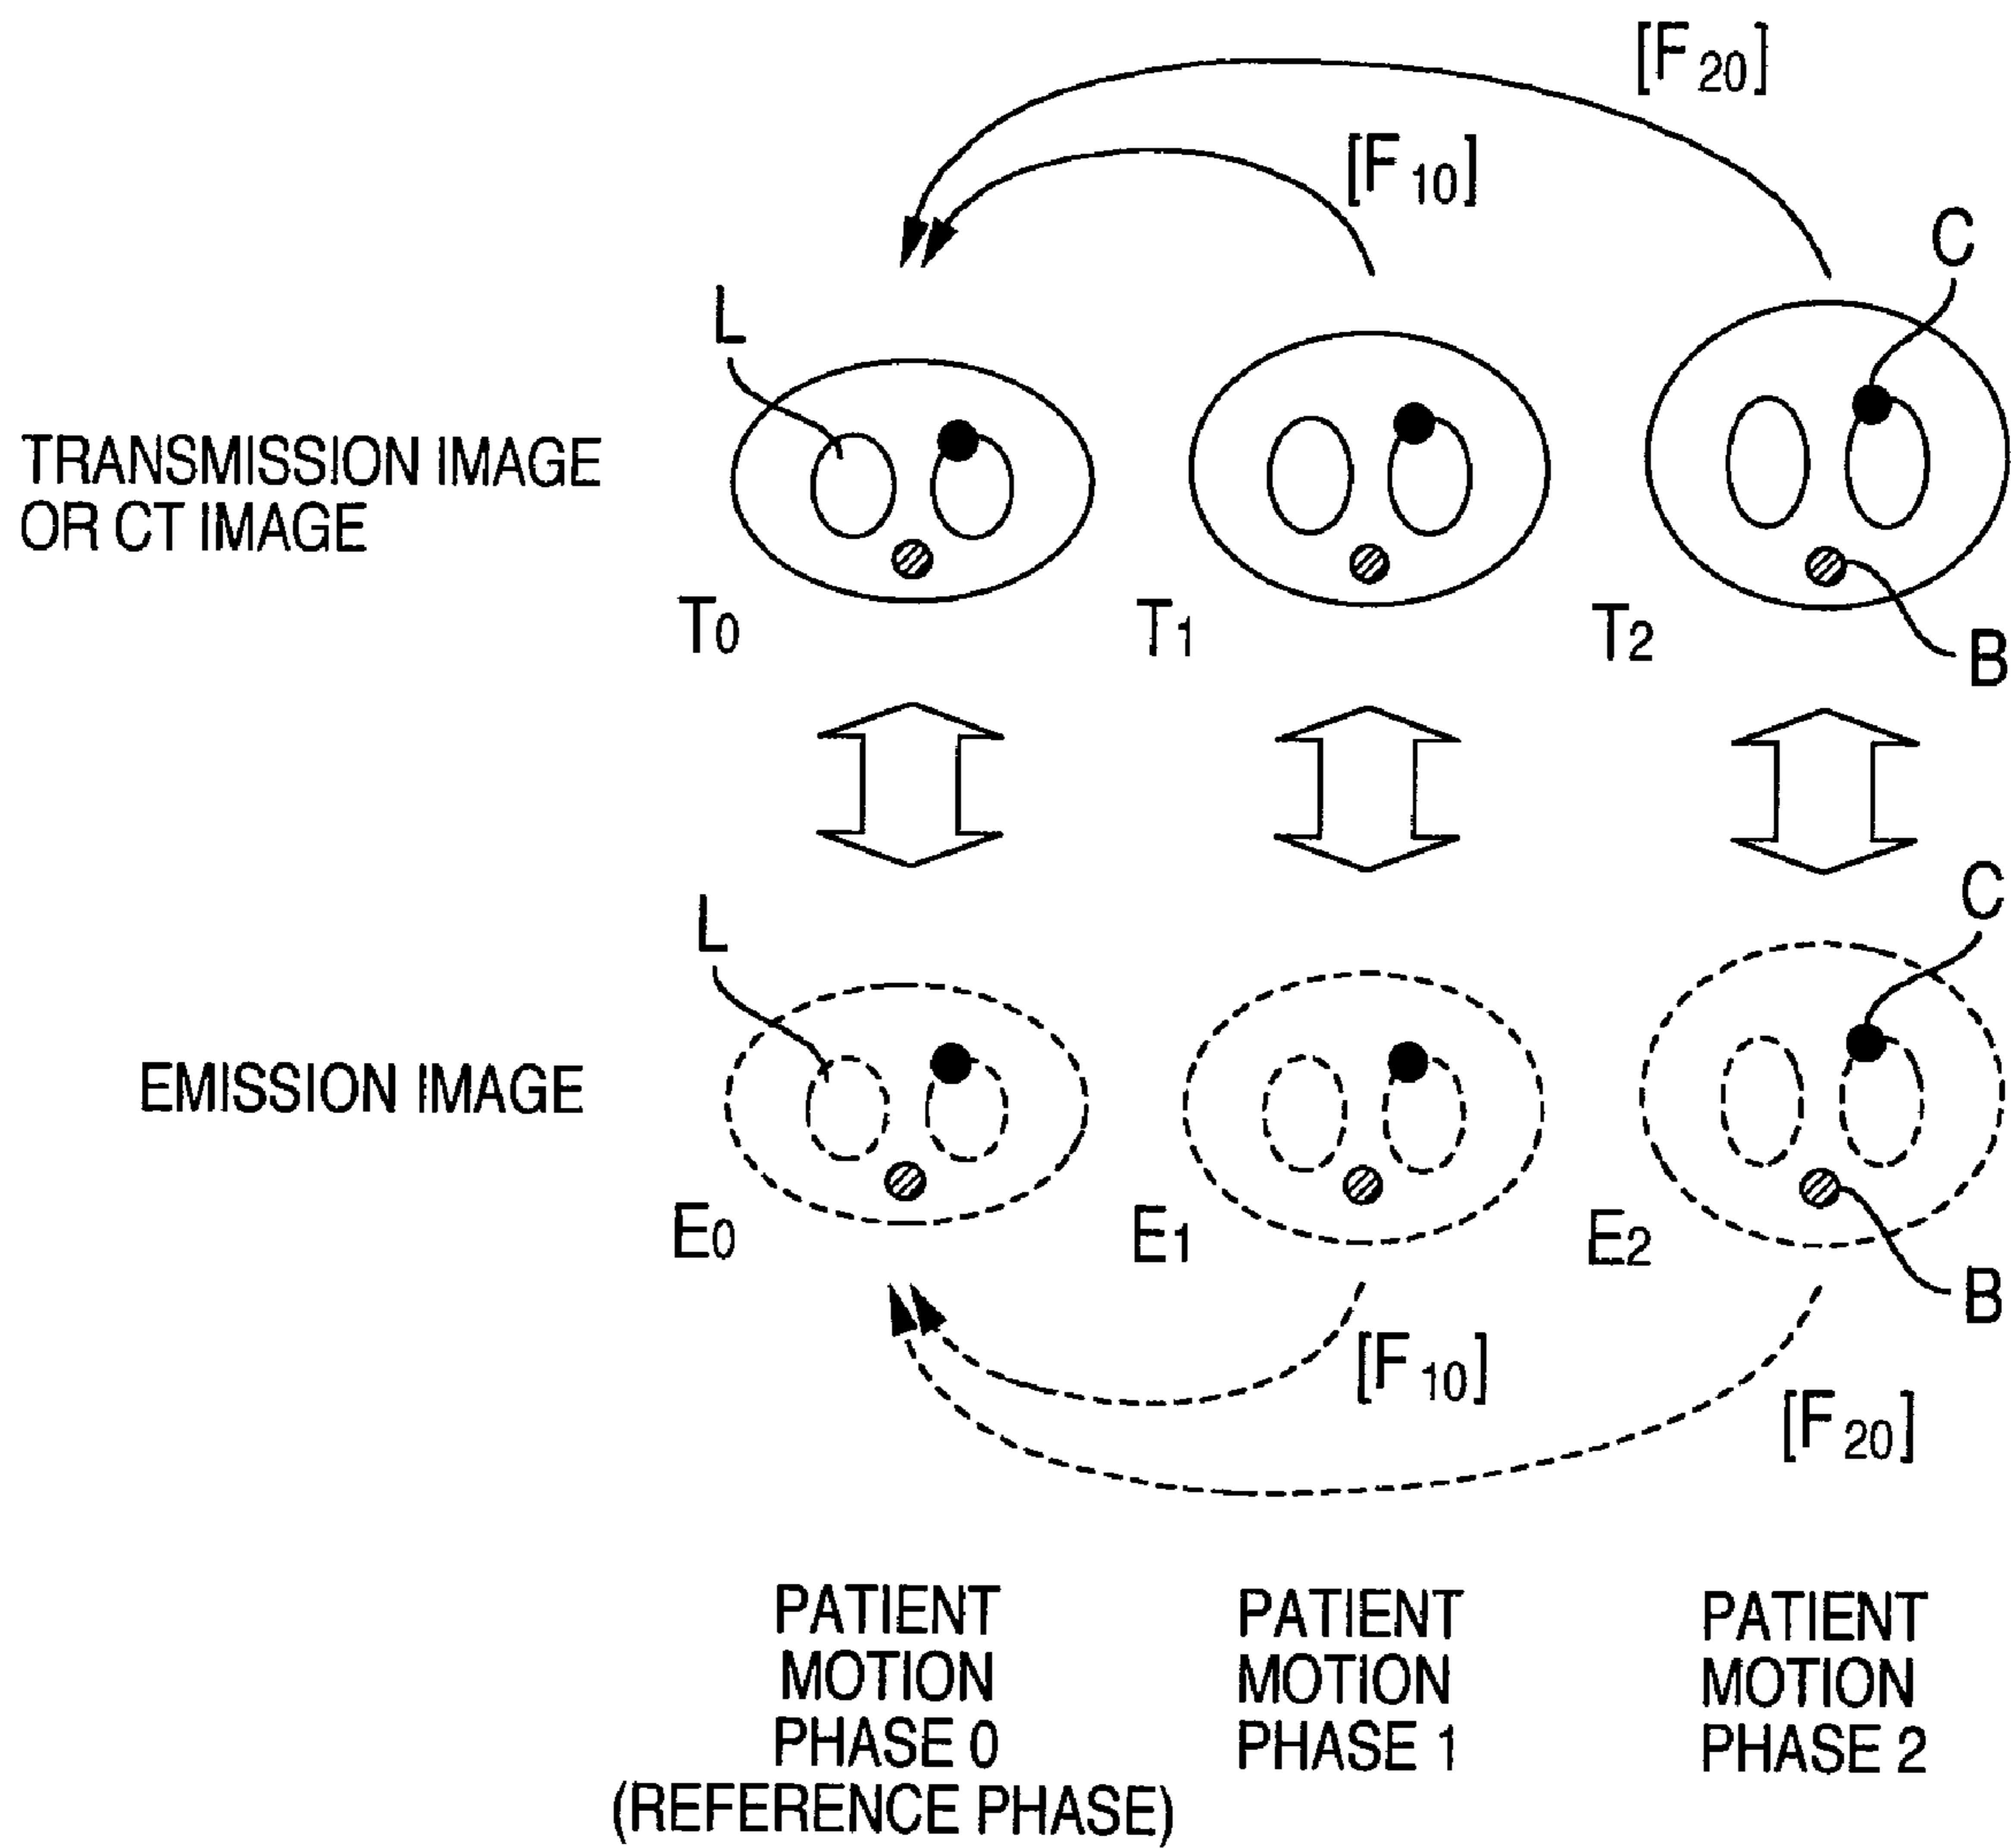 [F20]
[F10]
C
L
TRANSMISSION IMAGE
OR CT IMAGE
T0
T1
T2
B
C
L
EMISSION IMAGE
E0
E1
E2
B
[F10]
[F20]
PATIENT
MOTION
PHASE 0
(REFERENCE PHASE)
PATIENT
MOTION
PHASE 1
PATIENT
MOTION
PHASE 2